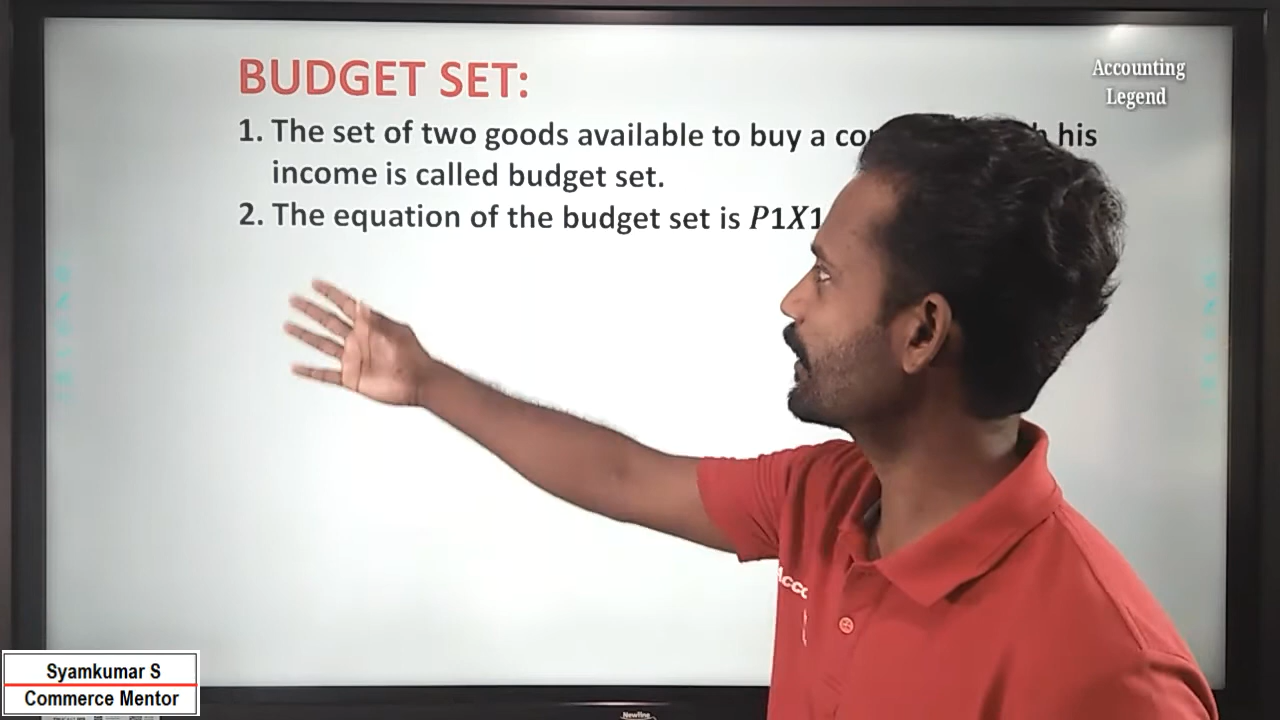 BUDGET SET:
Accounting
Legend
1. The set of two goods available to buy a his
income is called budget set.
2. The equation of the budget set is P1X1
Syamkumar S
Commerce Mentor
Newline